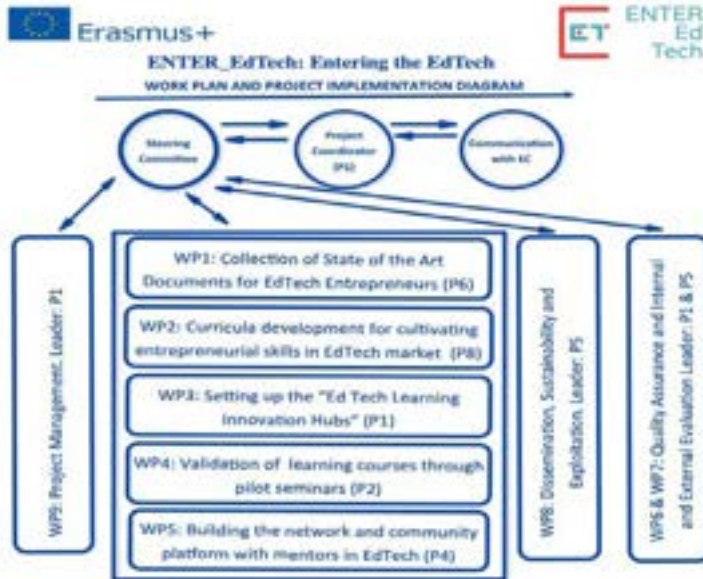 Erasmus+
ET
ENTER
Ed
Tech
ENTER_EdTech: Entering the EdTech
WORK PLAN AND PROJECT IMPLEMENTATION DIAGRAM
Steering
Committee
Project
Coordinator
(P1)
Communication
with EC
WP9: Project Management, Leader: P1
WP1: Collection of State of the Art
Documents for EdTech Entrepreneurs (P6)
WP2: Curricula development for cultivating
entrepreneurial skills in EdTech market (P8)
WP3: Setting up the "Ed Tech Learning
Innovation Hubs" (P1)
WP4: Validation of learning courses through
pilot seminars (P2)
WP5: Building the network and community
platform with mentors in EdTech (P4)
WP8: Dissemination, Sustainability and
Exploitation, Leader: P5
WP6 & WP7: Quality Assurance and Internal
and External Evaluation Leader: P1 & P5